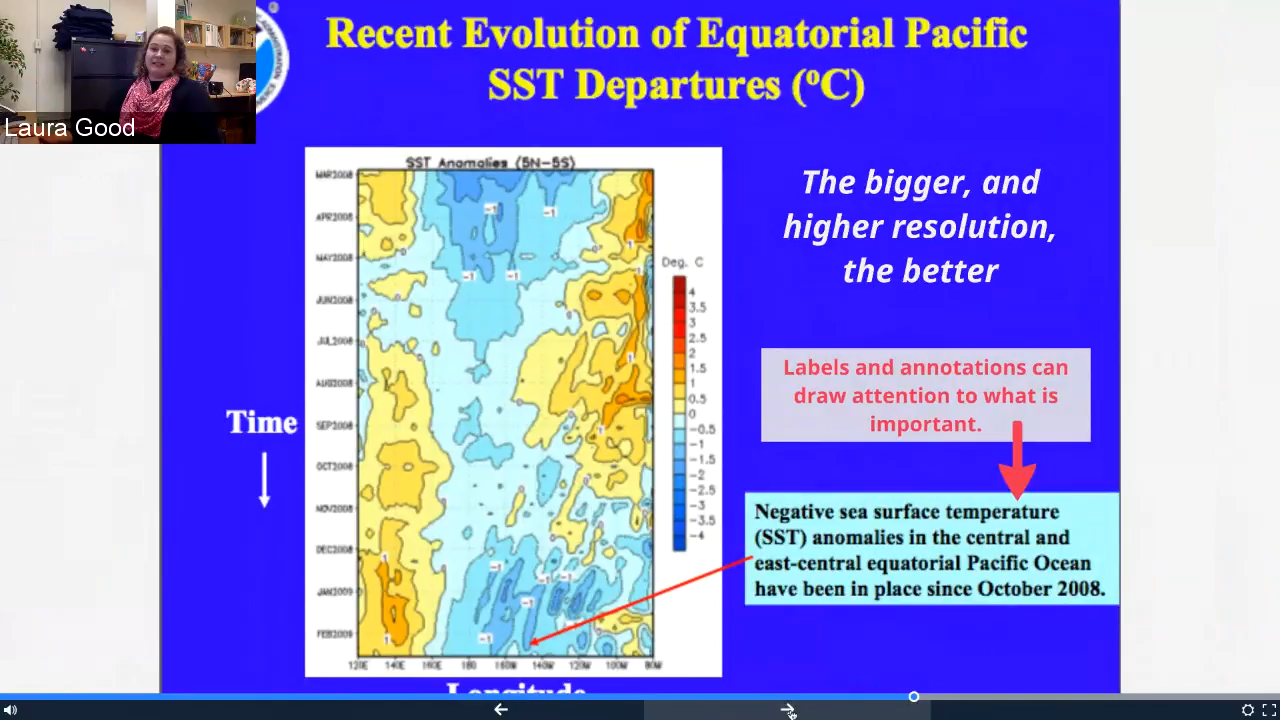 Laura Good
Recent Evolution of Equatorial Pacific
SST Departures (ºC)
SST Anomalies (5N-5S)
MAR2008
APR2008
MAY2008
JUN2008
JUL2008
AUG2008
SEP2008
OCT2008
NOV2008
DEC2008
JAN2009
FEB2009
120E 140E 160E 180 160W 140W 120W 100W 80W
Longitude
Time
Deg. C
4
3.5
3
2.5
2
1.5
1
0.5
0
-0.5
-1
-1.5
-2
-2.5
-3
-3.5
-4
The bigger, and
higher resolution,
the better
Labels and annotations can
draw attention to what is
important.
Negative sea surface temperature
(SST) anomalies in the central and
east-central equatorial Pacific Ocean
have been in place since October 2008.